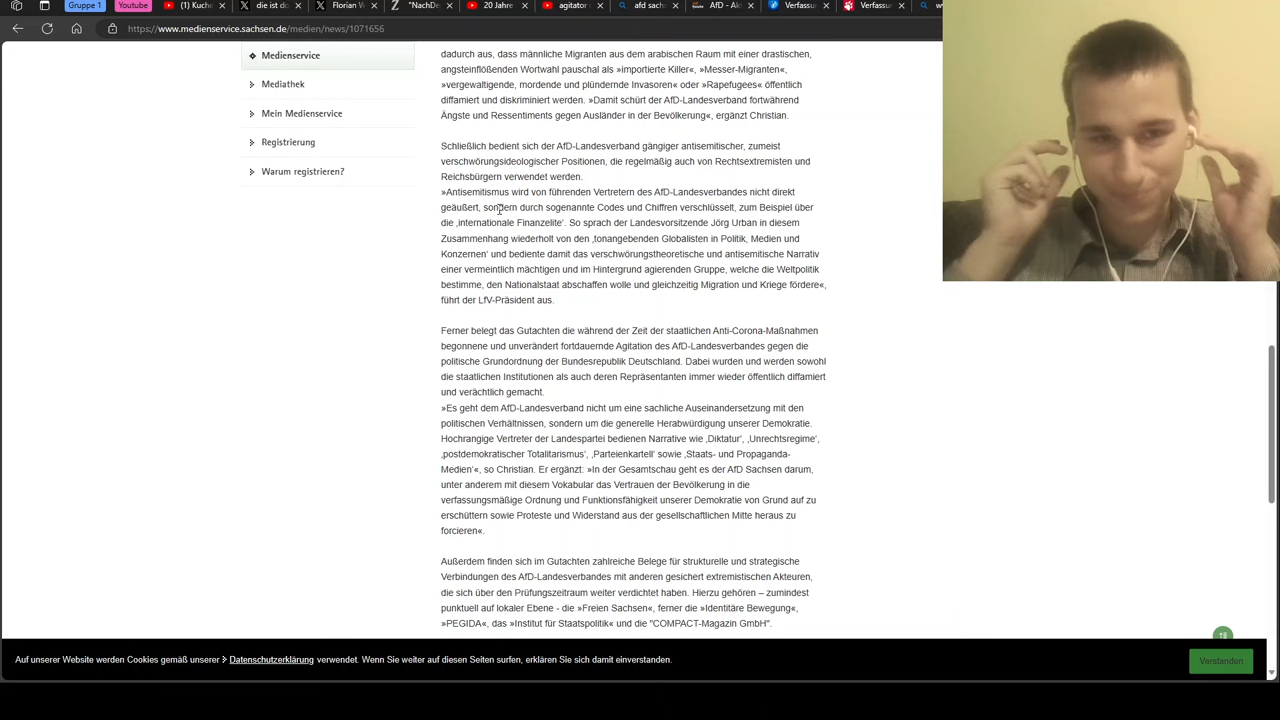 Gruppe 1
Youtube
(1) Kuche
die ist do
Florian W
"NachDe
20 Jahre
agitator
afd sachs
AfD - Ak
Verfassur
Verfassur
https://www.medienservice.sachsen.de/medien/news/1071656
Medienservice
Mediathek
Mein Medienservice
Registrierung
Warum registrieren?
dadurch aus, dass männliche Migranten aus dem arabischen Raum mit einer drastischen,
angsteinflößenden Wortwahl pauschal als »importierte Killer«, »Messer-Migranten«,
»vergewaltigende, mordende und plündernde Invasoren« oder »Rapefugees« öffentlich
diffamiert und diskriminiert werden. »Damit schürt der AfD-Landesverband fortwährend
Ängste und Ressentiments gegen Ausländer in der Bevölkerung«, ergänzt Christian.
Schließlich bedient sich der AfD-Landesverband gängiger antisemitischer, zumeist
verschwörungsideologischer Positionen, die regelmäßig auch von Rechtsextremisten und
Reichsbürgern verwendet werden.
»Antisemitismus wird von führenden Vertretern des AfD-Landesverbandes nicht direkt
geäußert, sondern durch sogenannte Codes und Chiffren verschlüsselt, zum Beispiel über
die ‚internationale Finanzelite‘. So sprach der Landesvorsitzende Jörg Urban in diesem
Zusammenhang wiederholt von den ‚tonangebenden Globalisten in Politik, Medien und
Konzernen‘ und bediente damit das verschwörungstheoretische und antisemitische Narrativ
einer vermeintlich mächtigen und im Hintergrund agierenden Gruppe, welche die Weltpolitik
bestimme, den Nationalstaat abschaffen wolle und gleichzeitig Migration und Kriege fördere«,
führt der LfV-Präsident aus.
Ferner belegt das Gutachten die während der Zeit der staatlichen Anti-Corona-Maßnahmen
begonnene und unverändert fortdauernde Agitation des AfD-Landesverbandes gegen die
politische Grundordnung der Bundesrepublik Deutschland. Dabei wurden und werden sowohl
die staatlichen Institutionen als auch deren Repräsentanten immer wieder öffentlich diffamiert
und verächtlich gemacht.
»Es geht dem AfD-Landesverband nicht um eine sachliche Auseinandersetzung mit den
politischen Verhältnissen, sondern um die generelle Herabwürdigung unserer Demokratie.
Hochrangige Vertreter der Landespartei bedienen Narrative wie ‚Diktatur‘, ‚Unrechtsregime‘,
‚postdemokratischer Totalitarismus‘, ‚Parteienkartell‘ sowie ‚Staats- und Propaganda-
Medien‘«, so Christian. Er ergänzt: »In der Gesamtschau geht es der AfD Sachsen darum,
unter anderem mit diesem Vokabular das Vertrauen der Bevölkerung in die
verfassungsmäßige Ordnung und Funktionsfähigkeit unserer Demokratie von Grund auf zu
erschüttern sowie Proteste und Widerstand aus der gesellschaftlichen Mitte heraus zu
forcieren«.
Außerdem finden sich im Gutachten zahlreiche Belege für strukturelle und strategische
Verbindungen des AfD-Landesverbandes mit anderen gesichert extremistischen Akteuren,
die sich über den Prüfungszeitraum weiter verdichtet haben. Hierzu gehören – zumindest
punktuell auf lokaler Ebene - die »Freien Sachsen«, ferner die »Identitäre Bewegung«,
»PEGIDA«, das »Institut für Staatspolitik« und die "COMPACT-Magazin GmbH".
Auf unserer Website werden Cookies gemäß unserer Datenschutzerklärung verwendet. Wenn Sie weiter auf diesen Seiten surfen, erklären Sie sich damit einverstanden.
Verstanden